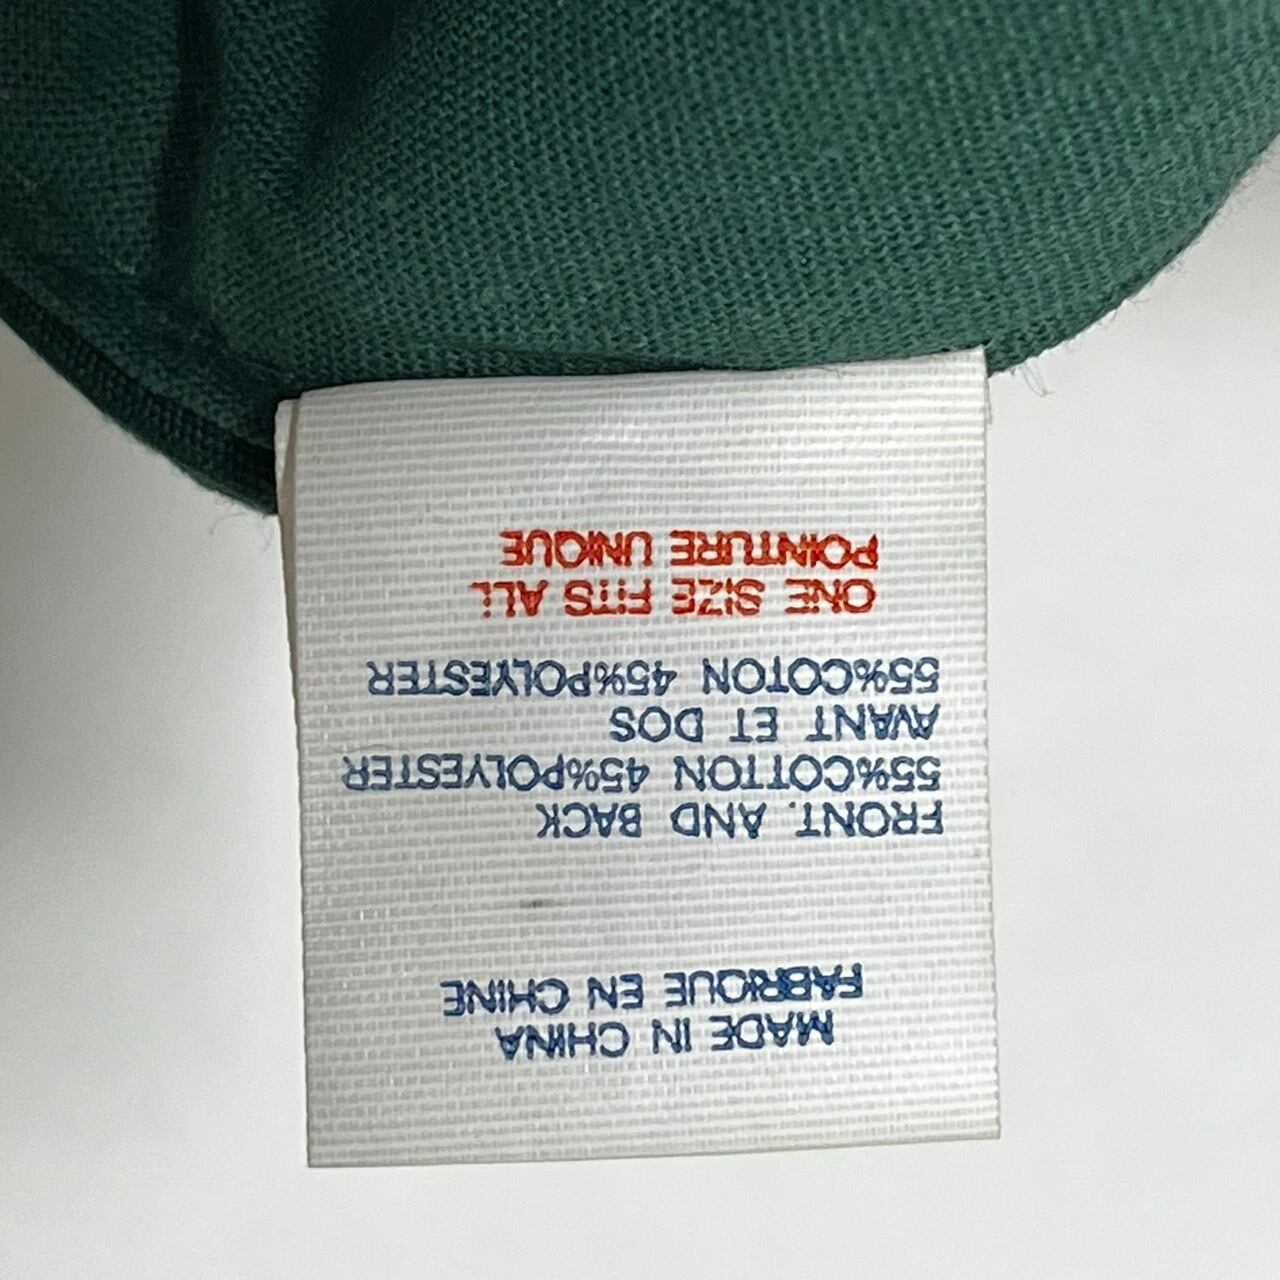 MADE IN CHINA
FABRIQUE EN CHINE
FRONT. AND BACK
55%COTTON 45%POLYESTER
AVANT ET DOS
55%COTON 45%POLYESTER
ONE SIZE FITS ALL
POINTURE UNIQUE